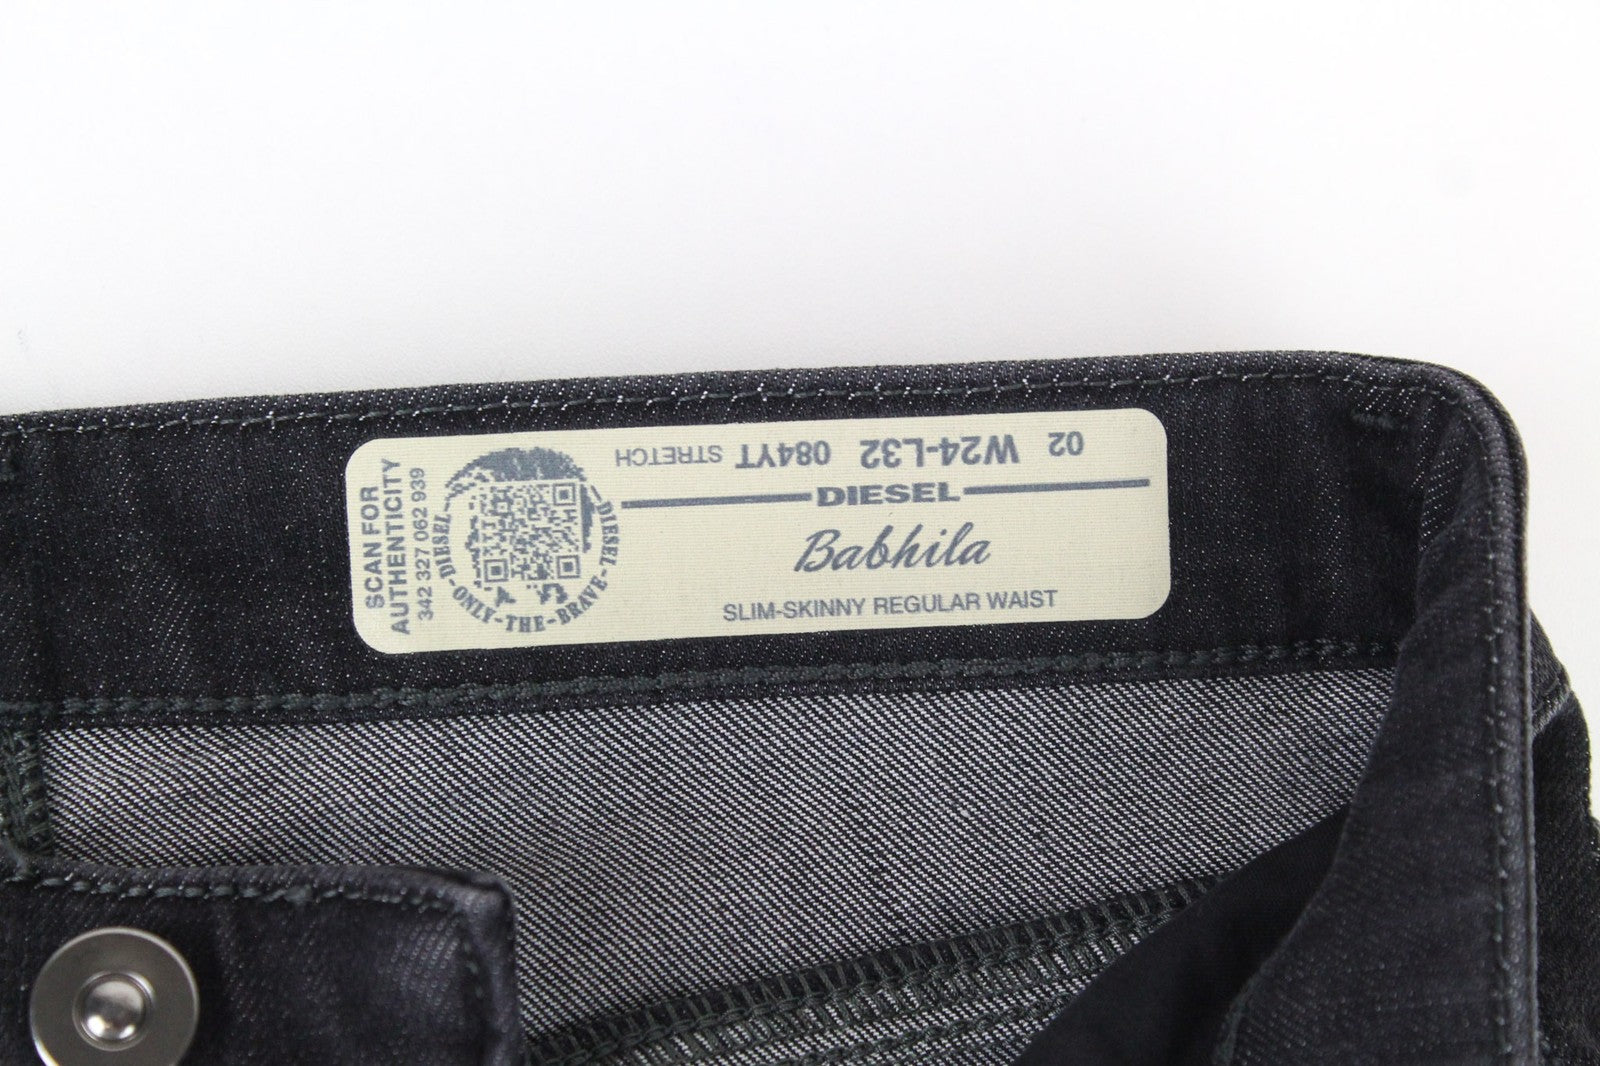 SCAN FOR
AUTHENTICITY
342 327 062 939
DIESEL-ONLY-THE-BRAVE-DIESEL
02 W24-L32 084YT STRETCH
DIESEL
Babhila
SLIM-SKINNY REGULAR WAIST